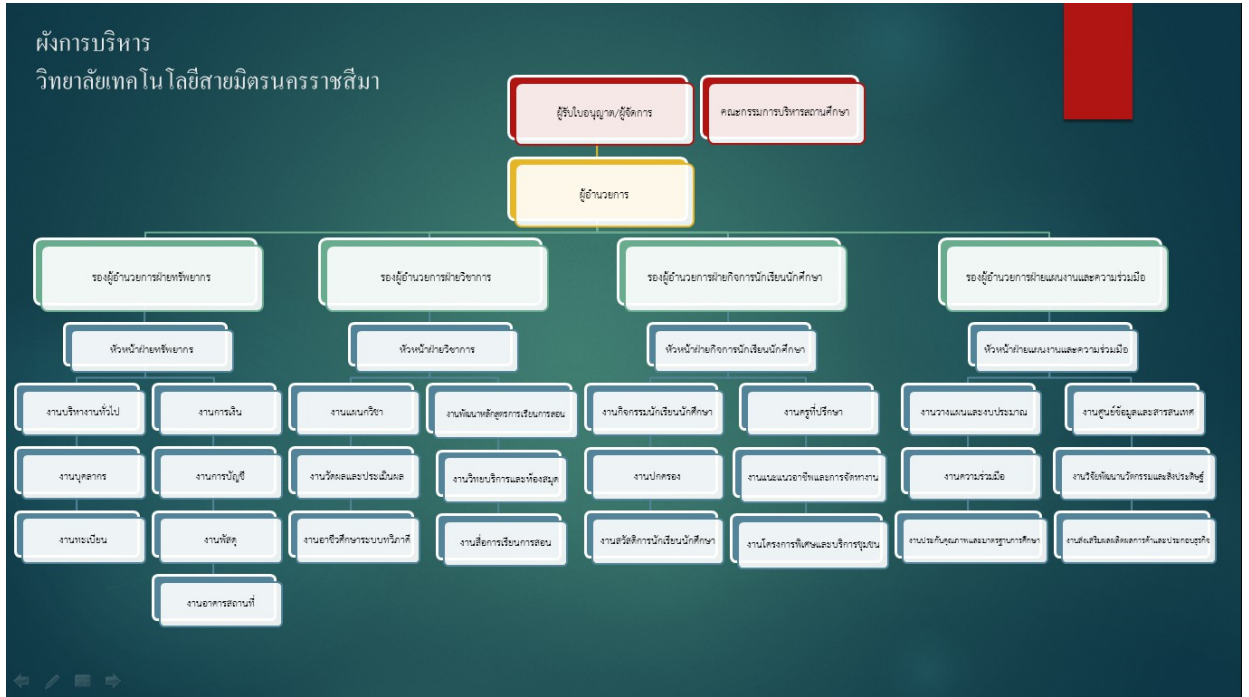 ผังการบริหาร
วิทยาลัยเทคโนโลยีสายมิตรนครราชสีมา
ผู้รับใบอนุญาต/ผู้จัดการ
คณะกรรมการบริหารสถานศึกษา
ผู้อำนวยการ
รองผู้อำนวยการฝ่ายทรัพยากร
รองผู้อำนวยการฝ่ายวิชาการ
รองผู้อำนวยการฝ่ายกิจการนักเรียนนักศึกษา
รองผู้อำนวยการฝ่ายแผนงานและความร่วมมือ
หัวหน้าฝ่ายทรัพยากร
หัวหน้าฝ่ายวิชาการ
หัวหน้าฝ่ายกิจการนักเรียนนักศึกษา
หัวหน้าฝ่ายแผนงานและความร่วมมือ
งานบริหางานทั่วไป
งานการเงิน
งานแผนกวิชา
งานพัฒนาหลักสูตรการเรียนการสอน
งานกิจกรรมนักเรียนนักศึกษา
งานครูที่ปรึกษา
งานวางแผนและงบประมาณ
งานศูนย์ข้อมูลและสารสนเทศ
งานบุคลากร
งานการบัญชี
งานวัดผลและประเมินผล
งานวิทยบริการและห้องสมุด
งานปกครอง
งานแนะแนวอาชีพและการจัดหางาน
งานความร่วมมือ
งานวิจัยพัฒนานวัตกรรมและสิ่งประดิษฐ์
งานทะเบียน
งานพัสดุ
งานอาชีวศึกษาระบบทวิภาคี
งานสื่อการเรียนการสอน
งานสวัสดิการนักเรียนนักศึกษา
งานโครงการพิเศษและบริการชุมชน
งานประกันคุณภาพและมาตรฐานการศึกษา
งานส่งเสริมผลผลิตผลการค้าและประกอบธุรกิจ
งานอาคารสถานที่